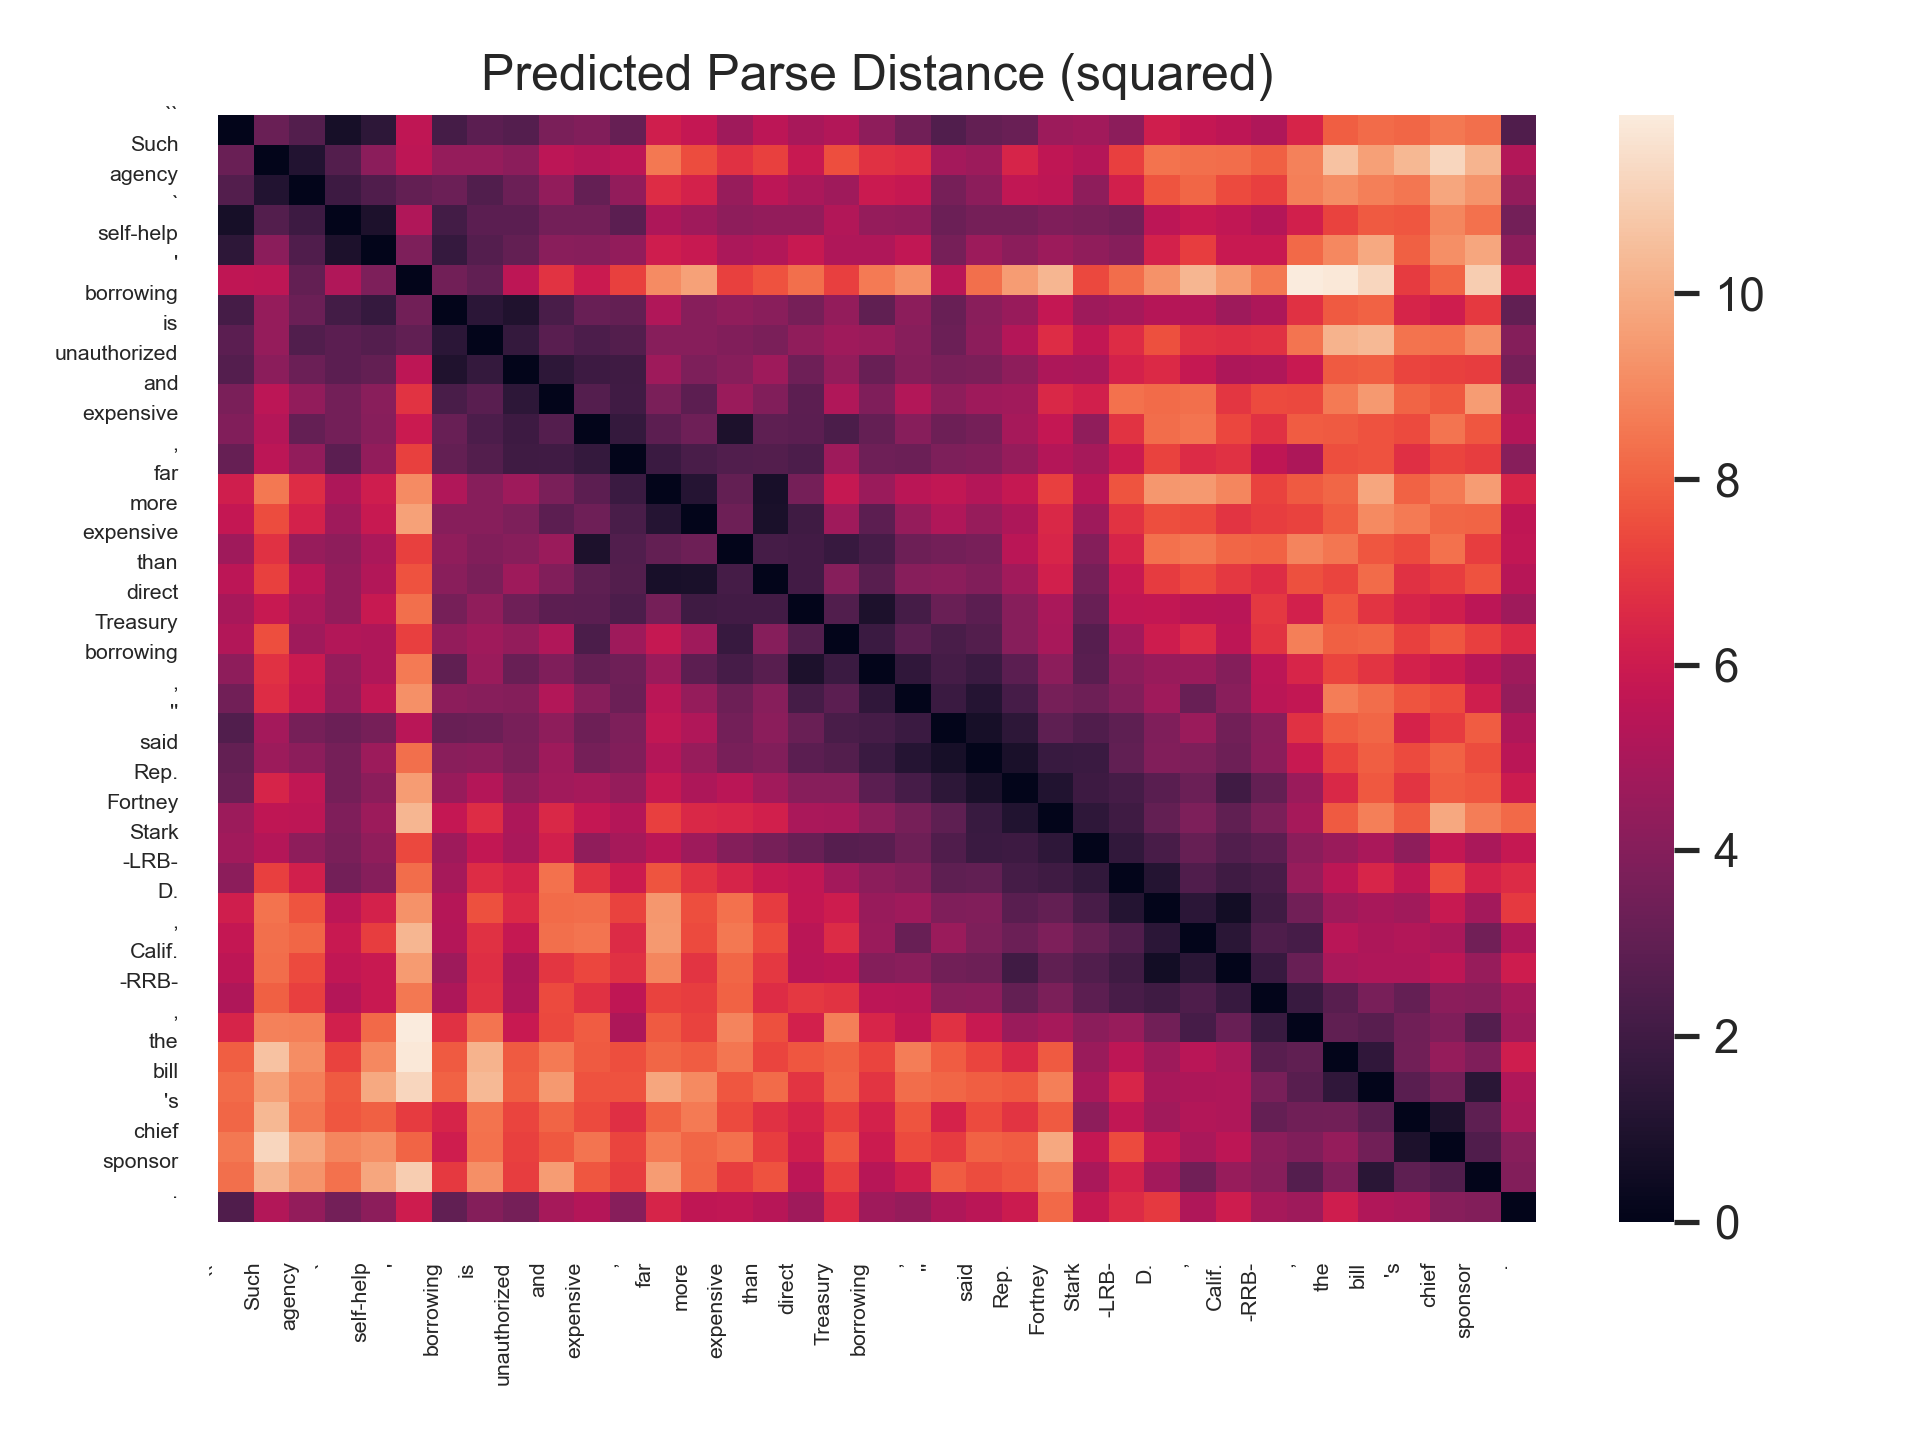 Predicted Parse Distance (squared)
``
Such
agency
`
self-help
'
borrowing
is
unauthorized
and
expensive
,
far
more
expensive
than
direct
Treasury
borrowing
,
''
said
Rep.
Fortney
Stark
-LRB-
D.
,
Calif.
-RRB-
,
the
bill
's
chief
sponsor
.
10
8
6
4
2
0
`` Such agency ` self-help ' borrowing is unauthorized and expensive , far more expensive than direct Treasury borrowing , '' said Rep. Fortney Stark -LRB- D. , Calif. -RRB- , the bill 's chief sponsor .